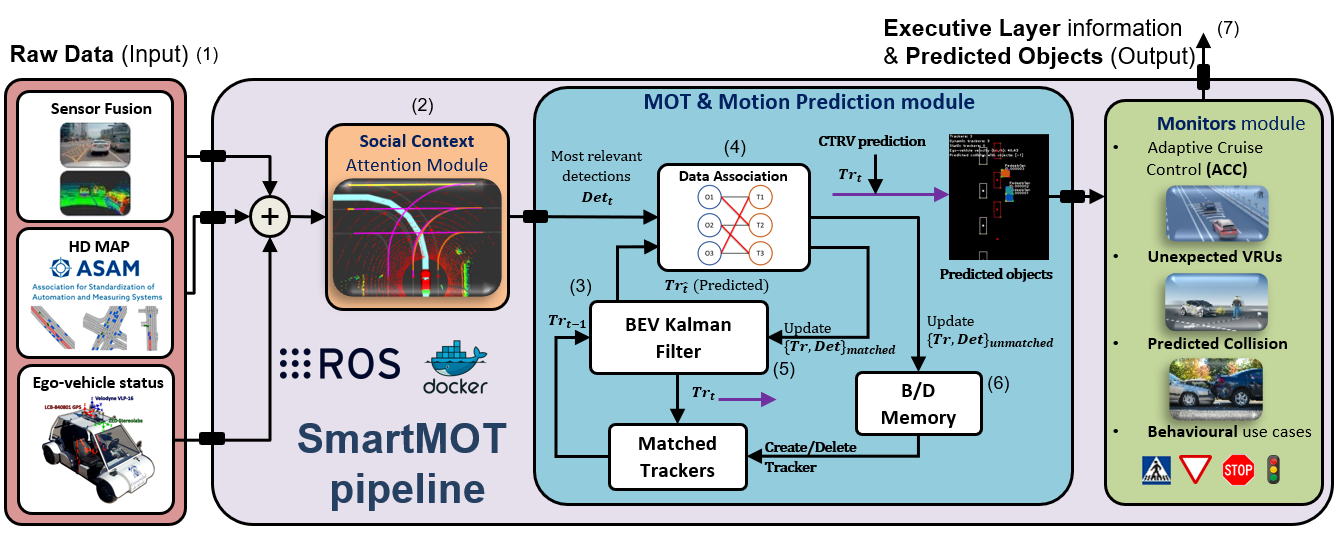 Executive Layer information
& Predicted Objects (Output)
(7)
Raw Data (Input) (1)
Sensor Fusion
HD MAP
ASAM
Association for Standardization of
Automation and Measuring Systems
Ego-vehicle status
Velodyne VLP-16
LCB-840801 GPS
+
(2)
Social Context
Attention Module
ROS
docker
SmartMOT
pipeline
MOT & Motion Prediction module
Most relevant
detections
Det_t
(4)
Data Association
O1
T1
O2
T2
O3
T3
CTRV prediction
Tr_t
Predicted objects
Tr_t̂ (Predicted)
(3)
Tr_{t−1}
BEV Kalman
Filter
Update
{Tr, Det}_{matched}
(5)
Update
{Tr, Det}_{unmatched}
(6)
B/D
Memory
Tr_t
Matched
Trackers
Create/Delete
Tracker
Monitors module
• Adaptive Cruise
Control (ACC)
• Unexpected VRUs
• Predicted Collision
• Behavioural use cases
STOP